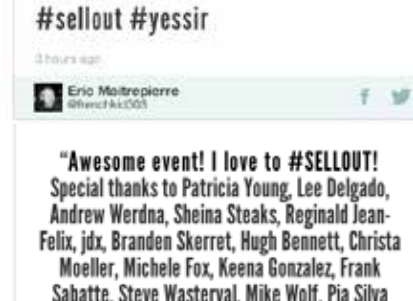 #sellout #yessir
3 hours ago
Eric Maitrepierre
@frenchkid503
“Awesome event! I love to #SELLOUT!
Special thanks to Patricia Young, Lee Delgado,
Andrew Werdna, Sheina Steaks, Reginald Jean-
Felix, jdx, Branden Skerret, Hugh Bennett, Christa
Moeller, Michele Fox, Keena Gonzalez, Frank
Sabatte, Steve Wasterval, Mike Wolf, Pia Silva